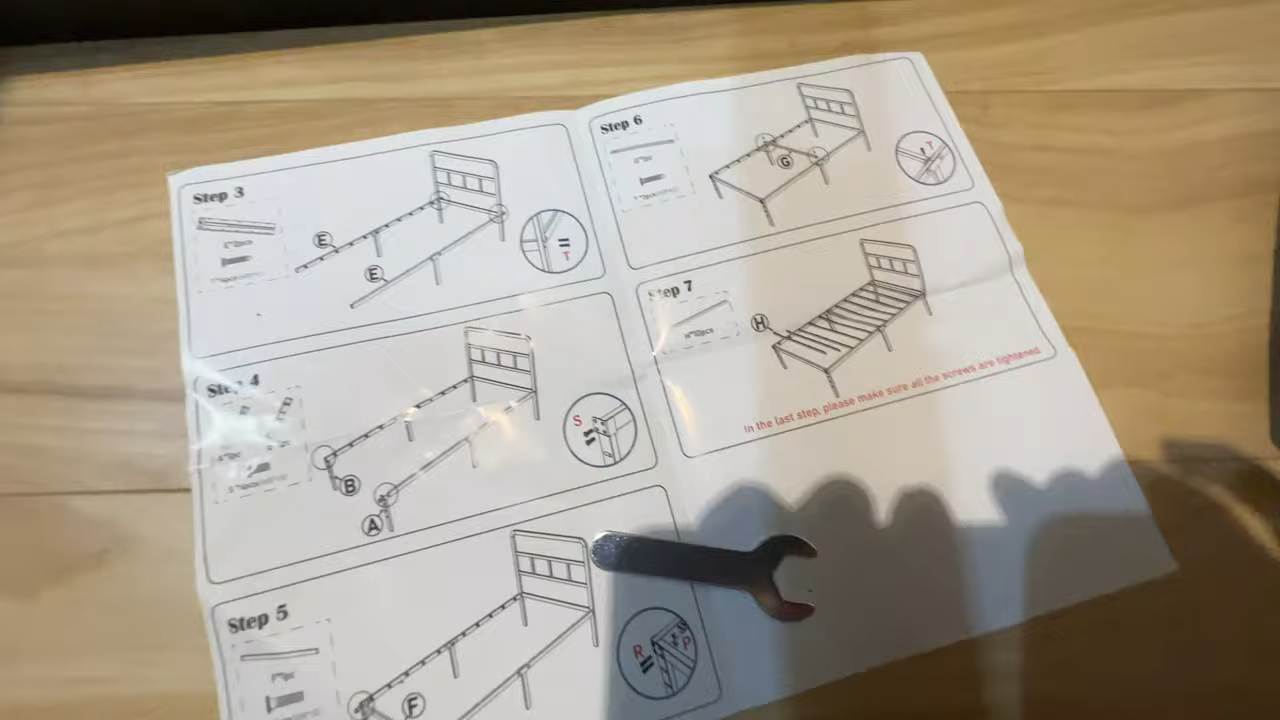 Step 3
E
E
T
Step 4
S
B
A
Step 5
F
R
P
Step 6
G
T
Step 7
H
H*10pcs
In the last step, please make sure all the screws are tightened